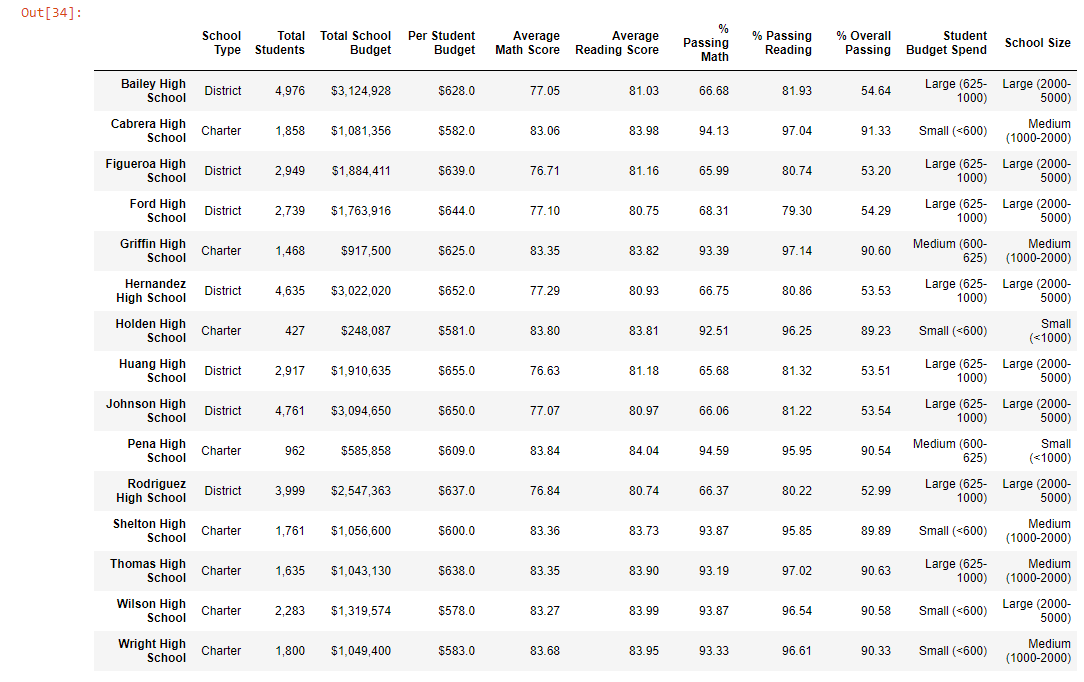 Out[34]:
School Type Total Students Total School Budget Per Student Budget Average Math Score Average Reading Score % Passing Math % Passing Reading % Overall Passing Student Budget Spend School Size
Bailey High School District 4,976 $3,124,928 $628.0 77.05 81.03 66.68 81.93 54.64 Large (625-1000) Large (2000-5000)
Cabrera High School Charter 1,858 $1,081,356 $582.0 83.06 83.98 94.13 97.04 91.33 Small (<600) Medium (1000-2000)
Figueroa High School District 2,949 $1,884,411 $639.0 76.71 81.16 65.99 80.74 53.20 Large (625-1000) Large (2000-5000)
Ford High School District 2,739 $1,763,916 $644.0 77.10 80.75 68.31 79.30 54.29 Large (625-1000) Large (2000-5000)
Griffin High School Charter 1,468 $917,500 $625.0 83.35 83.82 93.39 97.14 90.60 Medium (600-625) Medium (1000-2000)
Hernandez High School District 4,635 $3,022,020 $652.0 77.29 80.93 66.75 80.86 53.53 Large (625-1000) Large (2000-5000)
Holden High School Charter 427 $248,087 $581.0 83.80 83.81 92.51 96.25 89.23 Small (<600) Small (<1000)
Huang High School District 2,917 $1,910,635 $655.0 76.63 81.18 65.68 81.32 53.51 Large (625-1000) Large (2000-5000)
Johnson High School District 4,761 $3,094,650 $650.0 77.07 80.97 66.06 81.22 53.54 Large (625-1000) Large (2000-5000)
Pena High School Charter 962 $585,858 $609.0 83.84 84.04 94.59 95.95 90.54 Medium (600-625) Small (<1000)
Rodriguez High School District 3,999 $2,547,363 $637.0 76.84 80.74 66.37 80.22 52.99 Large (625-1000) Large (2000-5000)
Shelton High School Charter 1,761 $1,056,600 $600.0 83.36 83.73 93.87 95.85 89.89 Small (<600) Medium (1000-2000)
Thomas High School Charter 1,635 $1,043,130 $638.0 83.35 83.90 93.19 97.02 90.63 Large (625-1000) Medium (1000-2000)
Wilson High School Charter 2,283 $1,319,574 $578.0 83.27 83.99 93.87 96.54 90.58 Small (<600) Large (2000-5000)
Wright High School Charter 1,800 $1,049,400 $583.0 83.68 83.95 93.33 96.61 90.33 Small (<600) Medium (1000-2000)